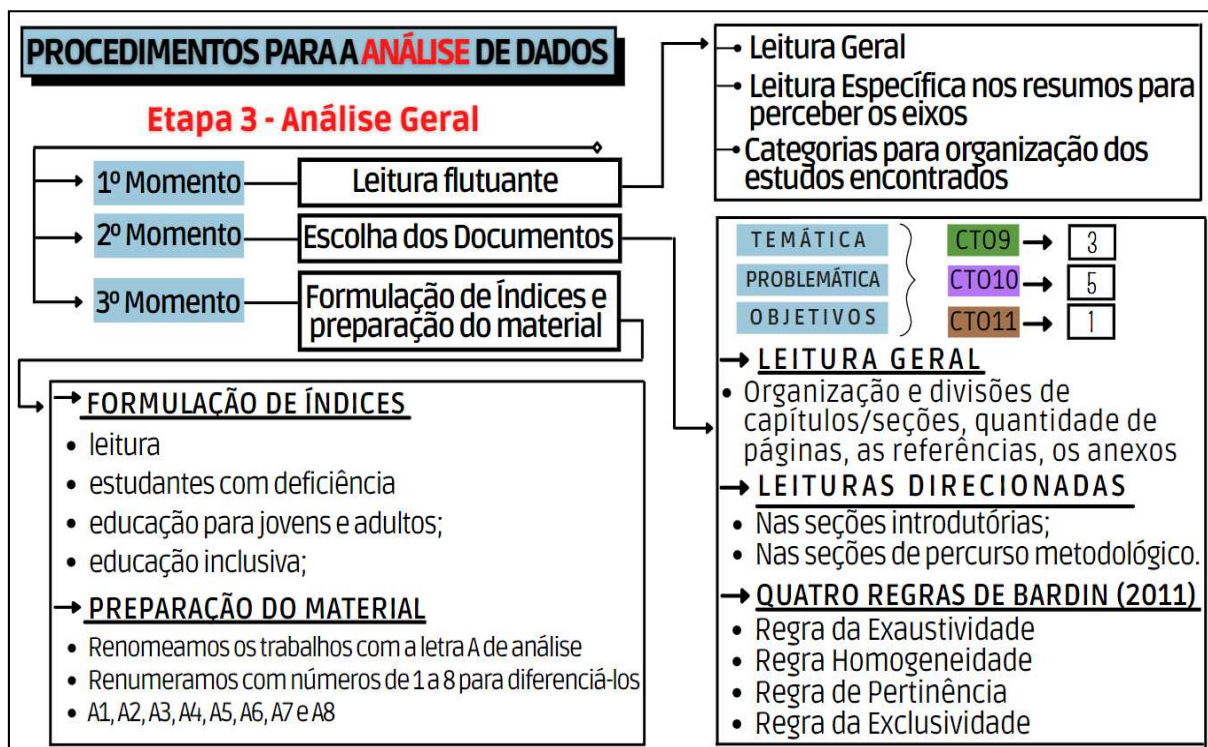 PROCEDIMENTOS PARA A ANÁLISE DE DADOS
Etapa 3 - Análise Geral
1º Momento
Leitura flutuante
2º Momento
Escolha dos Documentos
3º Momento
Formulação de Índices e
preparação do material
Leitura Geral
Leitura Específica nos resumos para
perceber os eixos
Categorias para organização dos
estudos encontrados
TEMÁTICA
PROBLEMÁTICA
OBJETIVOS
CTO9 → 3
CTO10 → 5
CTO11 → 1
→ LEITURA GERAL
• Organização e divisões de
capítulos/seções, quantidade de
páginas, as referências, os anexos
→ LEITURAS DIRECIONADAS
• Nas seções introdutórias;
• Nas seções de percurso metodológico.
→ QUATRO REGRAS DE BARDIN (2011)
• Regra da Exaustividade
• Regra Homogeneidade
• Regra de Pertinência
• Regra da Exclusividade
→ FORMULAÇÃO DE ÍNDICES
• leitura
• estudantes com deficiência
• educação para jovens e adultos;
• educação inclusiva;
→ PREPARAÇÃO DO MATERIAL
• Renomeamos os trabalhos com a letra A de análise
• Renumeramos com números de 1 a 8 para diferenciá-los
• A1, A2, A3, A4, A5, A6, A7 e A8